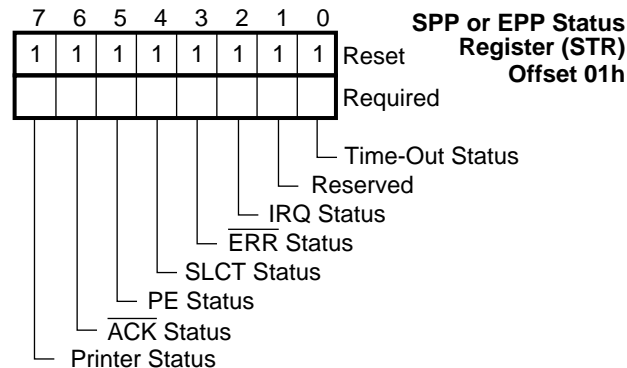 7 6 5 4 3 2 1 0
SPP or EPP Status
Register (STR)
Offset 01h
1 1 1 1 1 1 1 1 Reset
Required
Time-Out Status
Reserved
IRQ Status
E̅R̅R̅ Status
SLCT Status
PE Status
A̅C̅K̅ Status
Printer Status